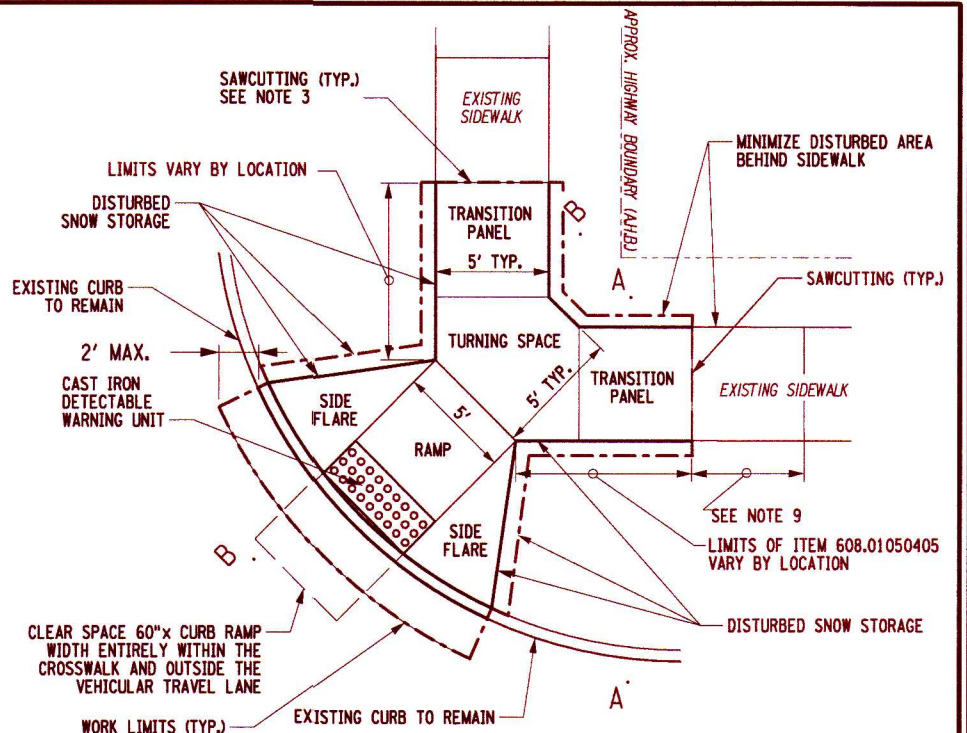 APPROX. HIGHWAY BOUNDARY (AHB)
SAWCUTTING (TYP.)
SEE NOTE 3
EXISTING
SIDEWALK
MINIMIZE DISTURBED AREA
BEHIND SIDEWALK
LIMITS VARY BY LOCATION
DISTURBED
SNOW STORAGE
TRANSITION
PANEL
B
5' TYP.
A
SAWCUTTING (TYP.)
EXISTING CURB
TO REMAIN
TURNING SPACE
2' MAX.
CAST IRON
DETECTABLE
WARNING UNIT
SIDE
FLARE
5'
5' TYP.
TRANSITION
PANEL
EXISTING SIDEWALK
RAMP
SEE NOTE 9
SIDE
FLARE
LIMITS OF ITEM 608.01050405
VARY BY LOCATION
B
DISTURBED SNOW STORAGE
CLEAR SPACE 60"x CURB RAMP
WIDTH ENTIRELY WITHIN THE
CROSSWALK AND OUTSIDE THE
VEHICULAR TRAVEL LANE
A
EXISTING CURB TO REMAIN
WORK LIMITS (TYP.)